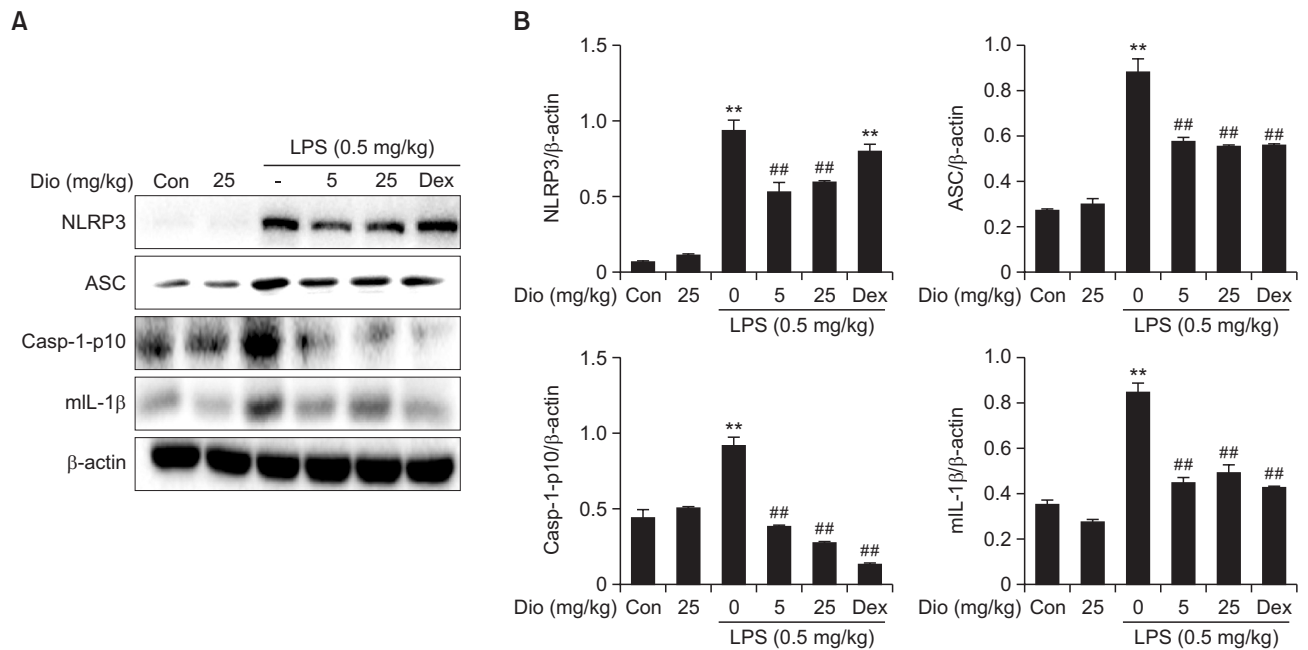 A
LPS (0.5 mg/kg)
Dio (mg/kg) Con 25 - 5 25 Dex
NLRP3
ASC
Casp-1-p10
mIL-1β
β-actin
B
NLRP3/β-actin
1.5
1.0
0.5
0
** ## ## **
Dio (mg/kg) Con 25 0 5 25 Dex
LPS (0.5 mg/kg)
ASC/β-actin
1.0
0.8
0.6
0.4
0.2
0
** ## ## ##
Dio (mg/kg) Con 25 0 5 25 Dex
LPS (0.5 mg/kg)
Casp-1-p10/β-actin
1.5
1.0
0.5
0
** ## ## ##
Dio (mg/kg) Con 25 0 5 25 Dex
LPS (0.5 mg/kg)
mIL-1β/β-actin
1.0
0.8
0.6
0.4
0.2
0
** ## ## ##
Dio (mg/kg) Con 25 0 5 25 Dex
LPS (0.5 mg/kg)